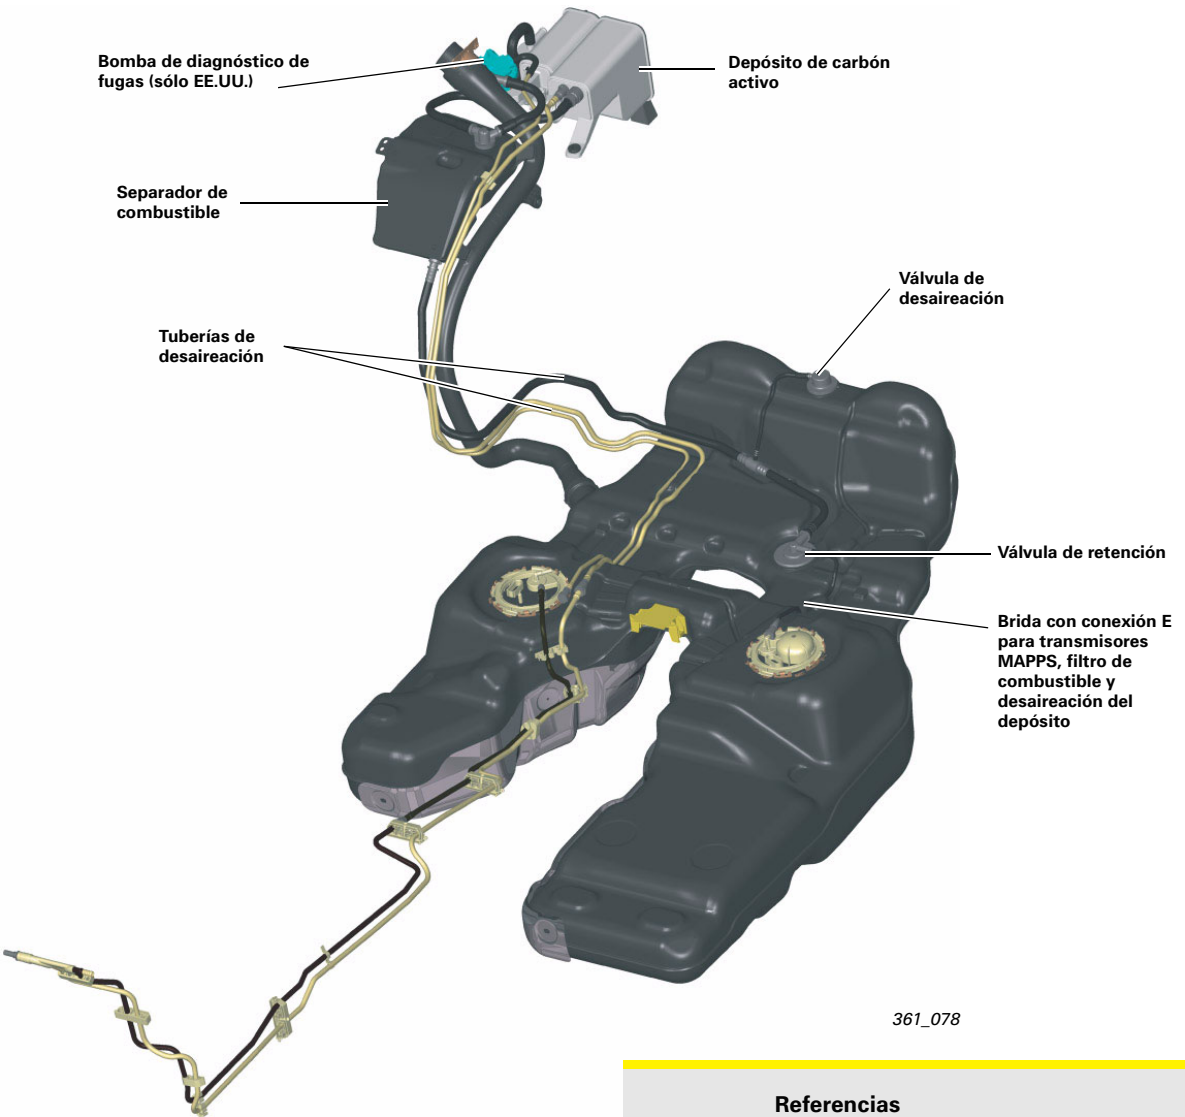 Bomba de diagnóstico de
fugas (sólo EE.UU.)
Depósito de carbón
activo
Separador de
combustible
Válvula de
desaireación
Tuberías de
desaireación
Válvula de retención
Brida con conexión E
para transmisores
MAPPS, filtro de
combustible y
desaireación del
depósito
361_078
Referencias